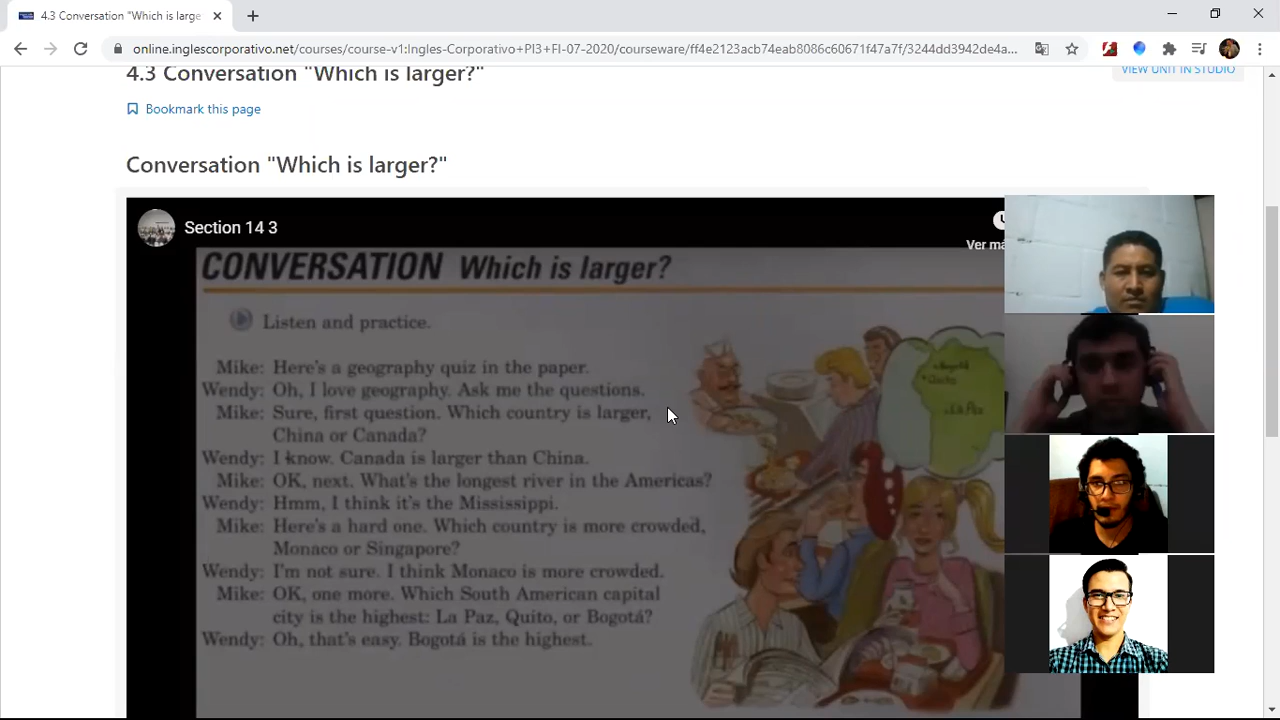 4.3 Conversation "Which is large
online.inglescorporativo.net/courses/course-v1:Ingles-Corporativo+PI3+FI-07-2020/courseware/ff4e2123acb74eab808c60671f47a7f/3244dd3942de4a...
4.3 Conversation "Which is larger?"
VIEW UNIT IN STUDIO
Bookmark this page
Conversation "Which is larger?"
Section 14 3
Ver má
CONVERSATION Which is larger?
Listen and practice.
Mike: Here's a geography quiz in the paper.
Wendy: Oh, I love geography. Ask me the questions.
Mike: Sure, first question. Which country is larger,
China or Canada?
Wendy: I know. Canada is larger than China.
Mike: OK, next. What's the longest river in the Americas?
Wendy: Hmm, I think it's the Mississippi.
Mike: Here's a hard one. Which country is more crowded,
Monaco or Singapore?
Wendy: I'm not sure. I think Monaco is more crowded.
Mike: OK, one more. Which South American capital
city is the highest: La Paz, Quito, or Bogotá?
Wendy: Oh, that's easy. Bogotá is the highest.
Bogotá
Quito
La Paz